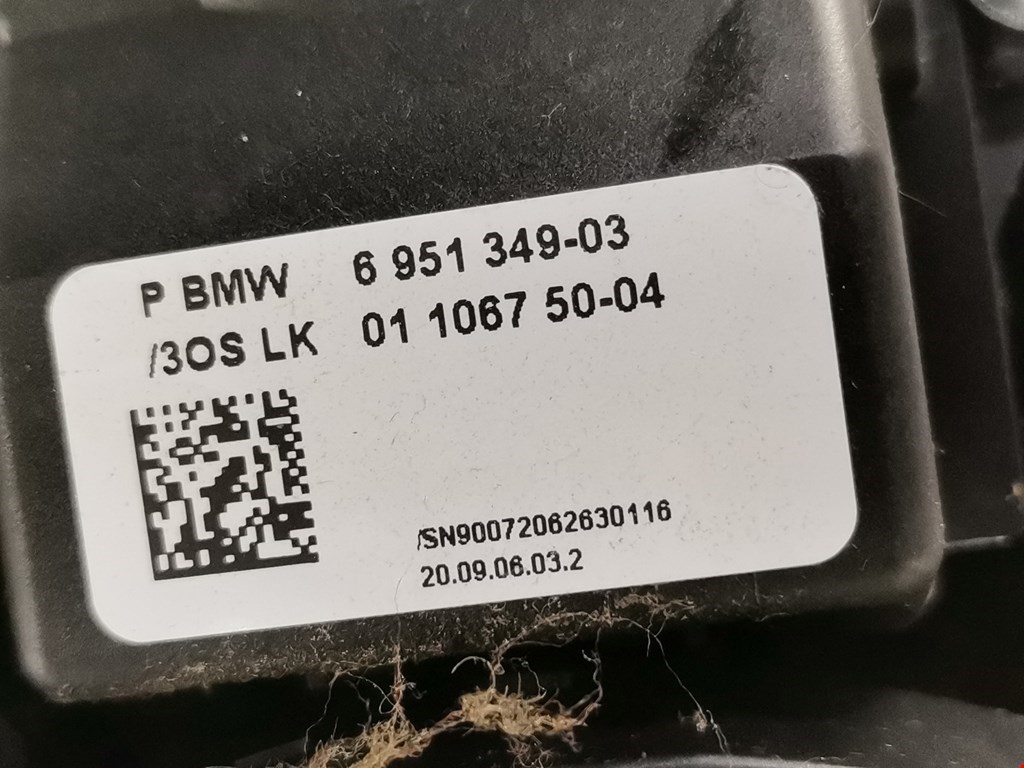 P BMW 6 951 349-03
/3OS LK 01 1067 50-04
/SN90072062630116
20.09.06.03.2